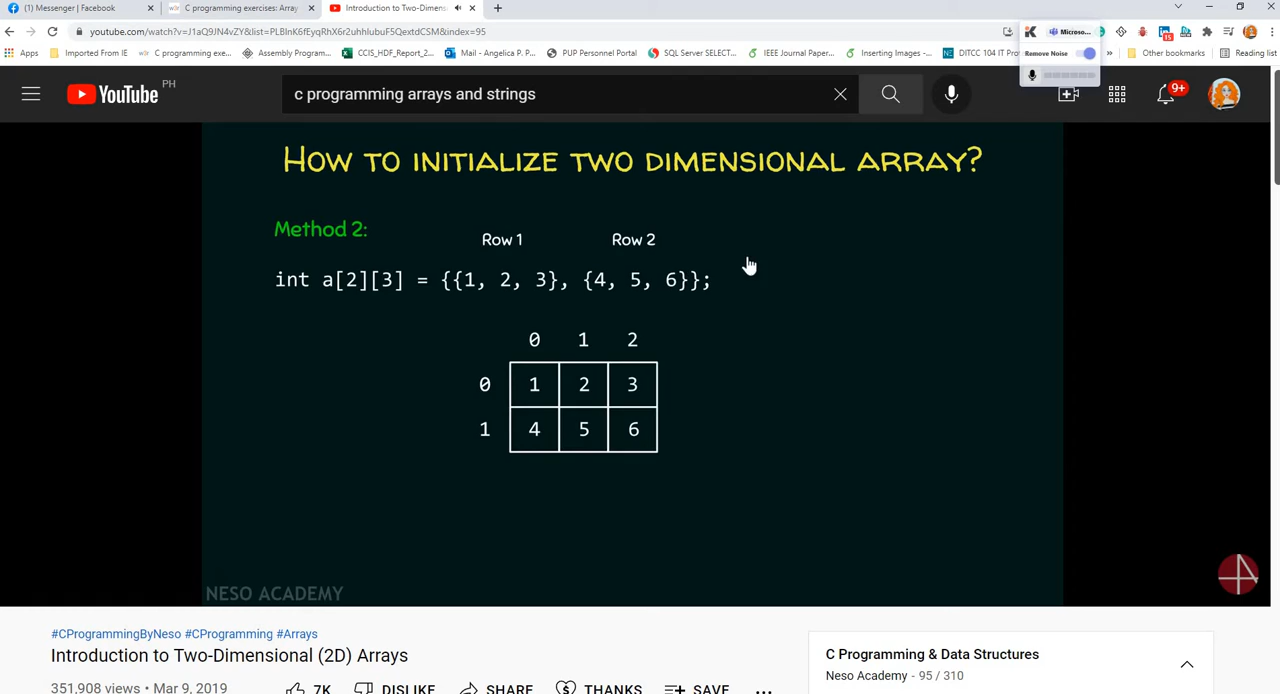 (1) Messenger | Facebook
C programming exercises: Array
Introduction to Two-Dimens
youtube.com/watch?v=J1aQ9JN4vZY&list=PLBlnK6fEyqRhX6r2uhhlubuF5QextdCSM&index=95
Microso...
Remove Noise
Apps
Imported From IE
C programming exe...
Assembly Program...
CCIS_HDF_Report_2...
Mail - Angelica P. P...
PUP Personnel Portal
SQL Server SELECT...
IEEE Journal Paper...
Inserting Images -...
DITCC 104 IT Pro
»
Other bookmarks
Reading list
15
YouTube PH
c programming arrays and strings
9+
HOW TO INITIALIZE TWO DIMENSIONAL ARRAY?
Method 2:
Row 1 Row 2
int a[2][3] = {{1, 2, 3}, {4, 5, 6}};
0 1 2
0 1 2 3
1 4 5 6
NESO ACADEMY
#CProgrammingByNeso #CProgramming #Arrays
Introduction to Two-Dimensional (2D) Arrays
351,908 views • Mar 9, 2019
7K DISLIKE SHARE THANKS SAVE ...
C Programming & Data Structures
Neso Academy - 95 / 310